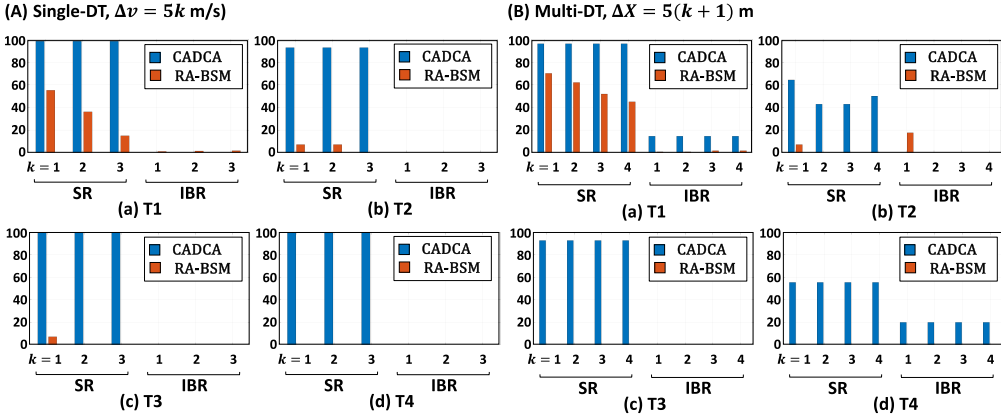 (A) Single-DT, Δv = 5k m/s)
100
80
60
40
20
0
CADCA
RA-BSM
k = 1 2 3 1 2 3
SR IBR
(a) T1
100
80
60
40
20
0
CADCA
RA-BSM
k = 1 2 3 1 2 3
SR IBR
(b) T2
100
80
60
40
20
0
CADCA
RA-BSM
k = 1 2 3 1 2 3
SR IBR
(c) T3
100
80
60
40
20
0
CADCA
RA-BSM
k = 1 2 3 1 2 3
SR IBR
(d) T4
(B) Multi-DT, ΔX = 5(k + 1) m
100
80
60
40
20
0
CADCA
RA-BSM
k = 1 2 3 4 1 2 3 4
SR IBR
(a) T1
100
80
60
40
20
0
CADCA
RA-BSM
k = 1 2 3 4 1 2 3 4
SR IBR
(b) T2
100
80
60
40
20
0
CADCA
RA-BSM
k = 1 2 3 4 1 2 3 4
SR IBR
(c) T3
100
80
60
40
20
0
CADCA
RA-BSM
k = 1 2 3 4 1 2 3 4
SR IBR
(d) T4